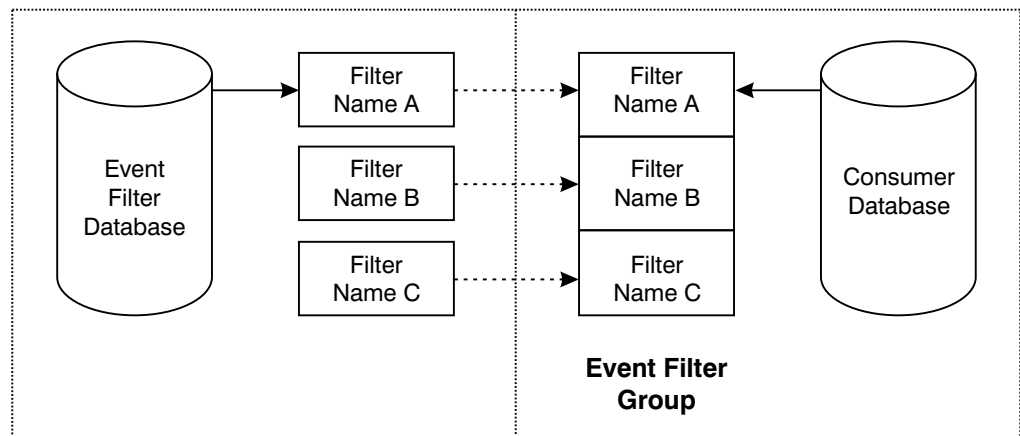 Event
Filter
Database
Filter
Name A
Filter
Name B
Filter
Name C
Filter
Name A
Filter
Name B
Filter
Name C
Event Filter
Group
Consumer
Database